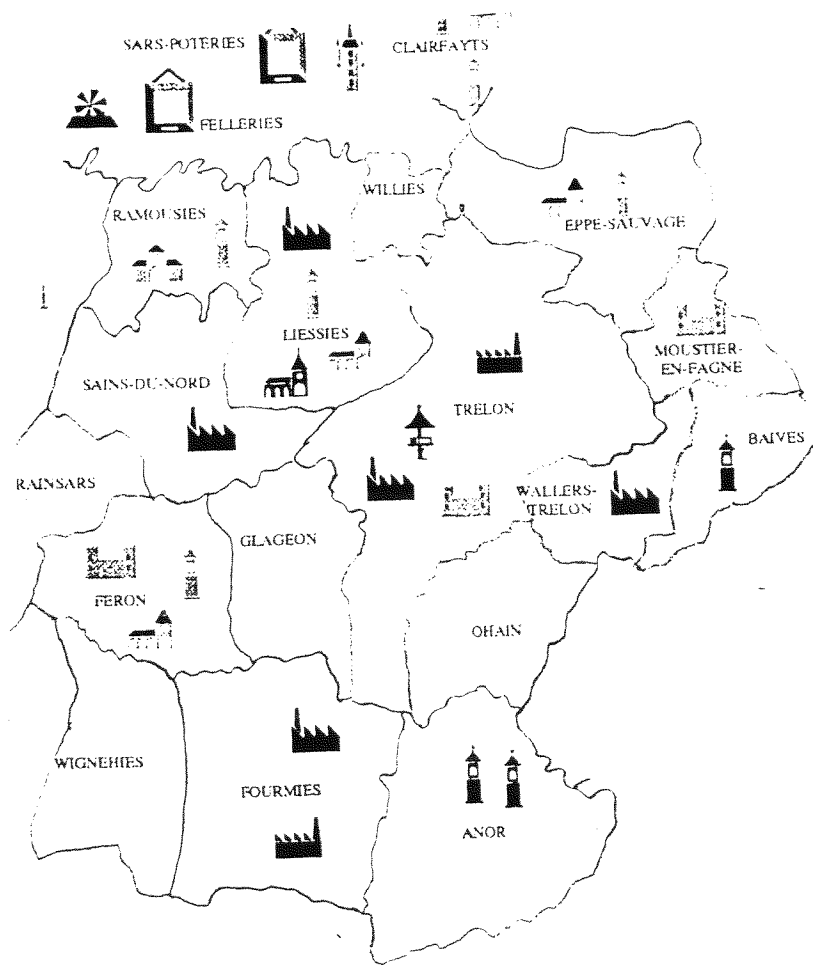 SARS-POTERIES
CLAIRFAYTS
FELLERIES
WILLIES
RAMOUSIES
EPPE-SAUVAGE
LIESSIES
MOUSTIER-
EN-FAGNE
SAINS-DU-NORD
TRELON
BAIVES
RAINSARS
WALLERS-
TRELON
GLAGEON
FERON
OHAIN
WIGNEHIES
FOURMIES
ANOR